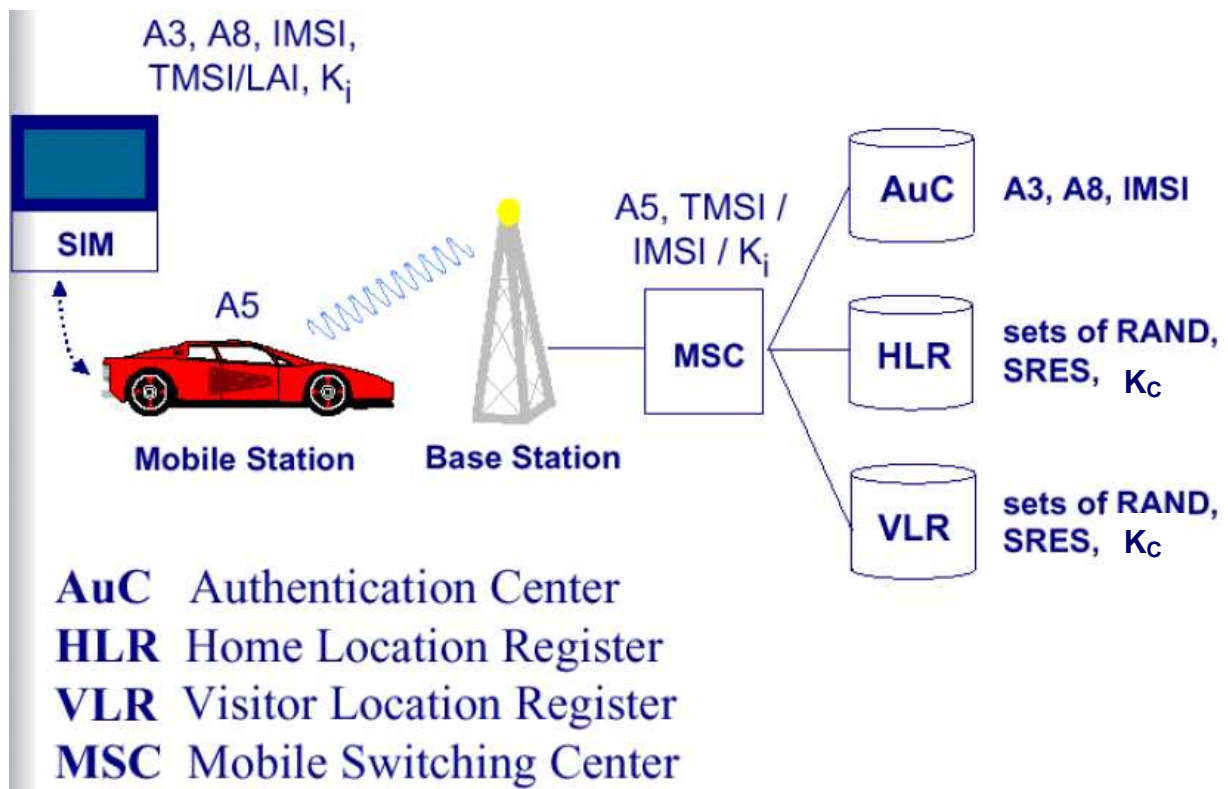 A3, A8, IMSI,
TMSI/LAI, Ki
SIM
A5
Mobile Station
Base Station
A5, TMSI /
IMSI / Ki
MSC
AuC
A3, A8, IMSI
HLR
sets of RAND,
SRES, KC
VLR
sets of RAND,
SRES, KC
AuC Authentication Center
HLR Home Location Register
VLR Visitor Location Register
MSC Mobile Switching Center